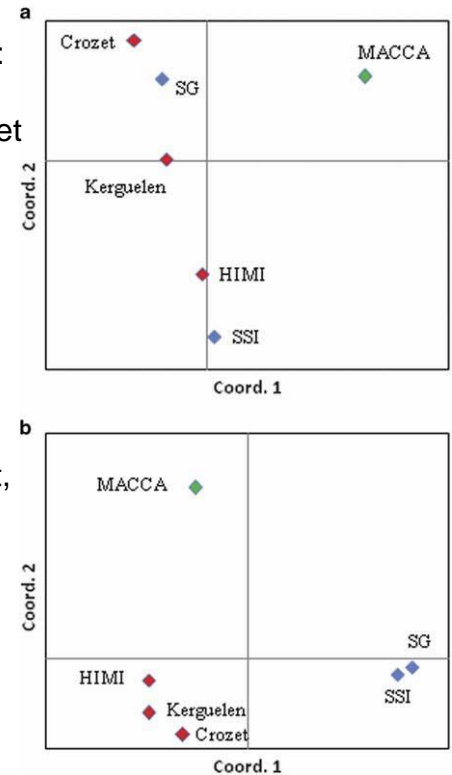 a
Crozet
MACCA
:
SG
et
Kerguelen
Coord. 2
HIMI
SSI
Coord. 1
b
MACCA
t,
Coord. 2
SG
HIMI
SSI
Kerguelen
Crozet
Coord. 1